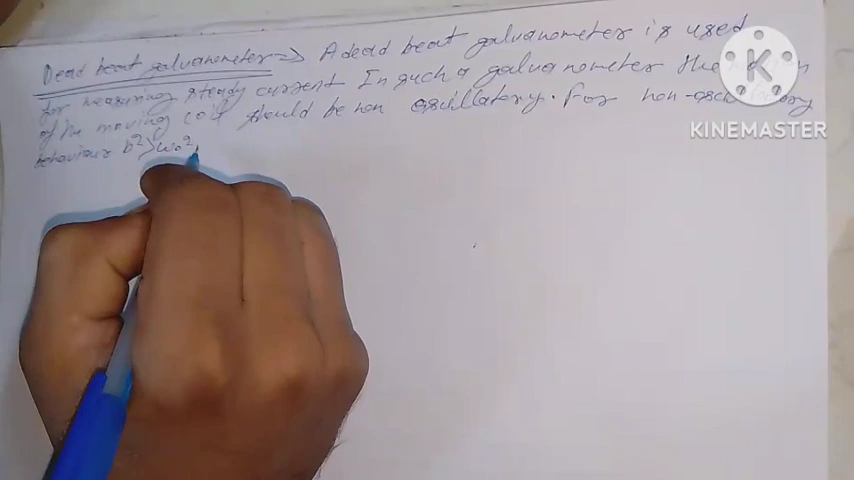 Dead beat galvanometer => A dead beat galvanometer is used
for measuring steady current In such a galvanometer the
of the moving coil should be non oscillatory. For non-oscillatory
behaviour b²>ω₀²
KINEMASTER